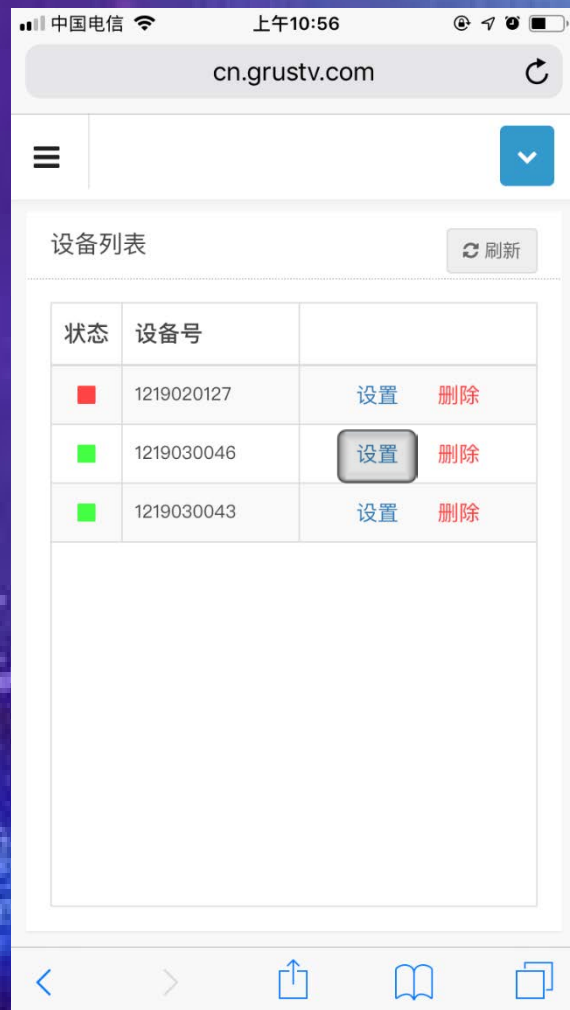 中国电信 上午10:56
cn.grustv.com
设备列表 刷新
状态 设备号
1219020127 设置 删除
1219030046 设置 删除
1219030043 设置 删除